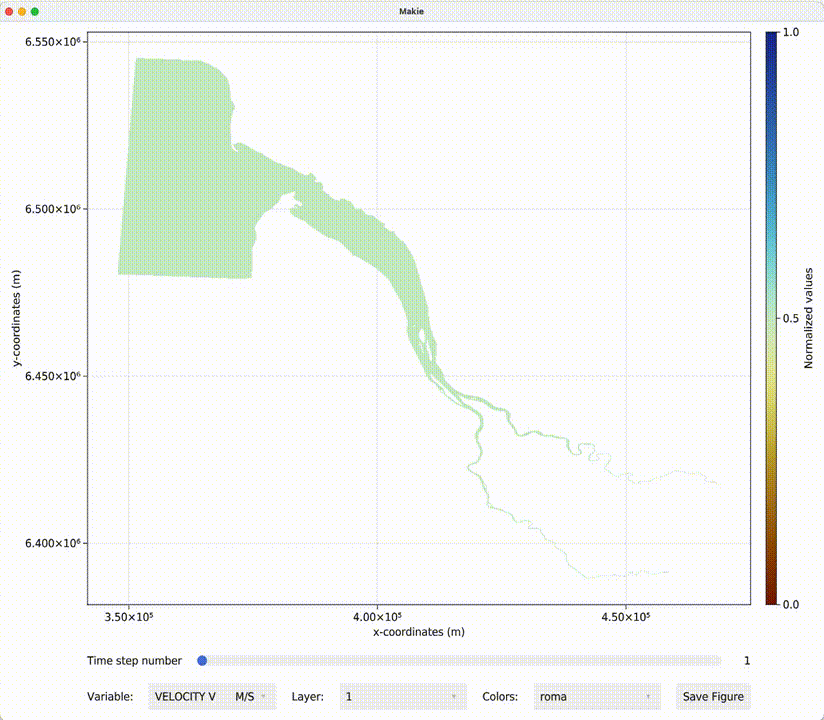 Makie
6.550×10⁶
6.500×10⁶
6.450×10⁶
6.400×10⁶
y-coordinates (m)
3.50×10⁵
4.00×10⁵
4.50×10⁵
x-coordinates (m)
1.0
0.5
0.0
Normalized values
Time step number 1
Variable: VELOCITY V M/S Layer: 1 Colors: roma Save Figure